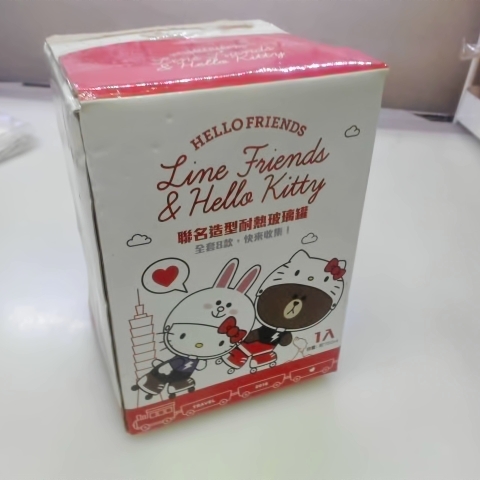 HELLO FRIENDS
Line Friends
& Hello Kitty
聯名造型耐熱玻璃罐
全套8款，快來收集！
1入
TRAVEL